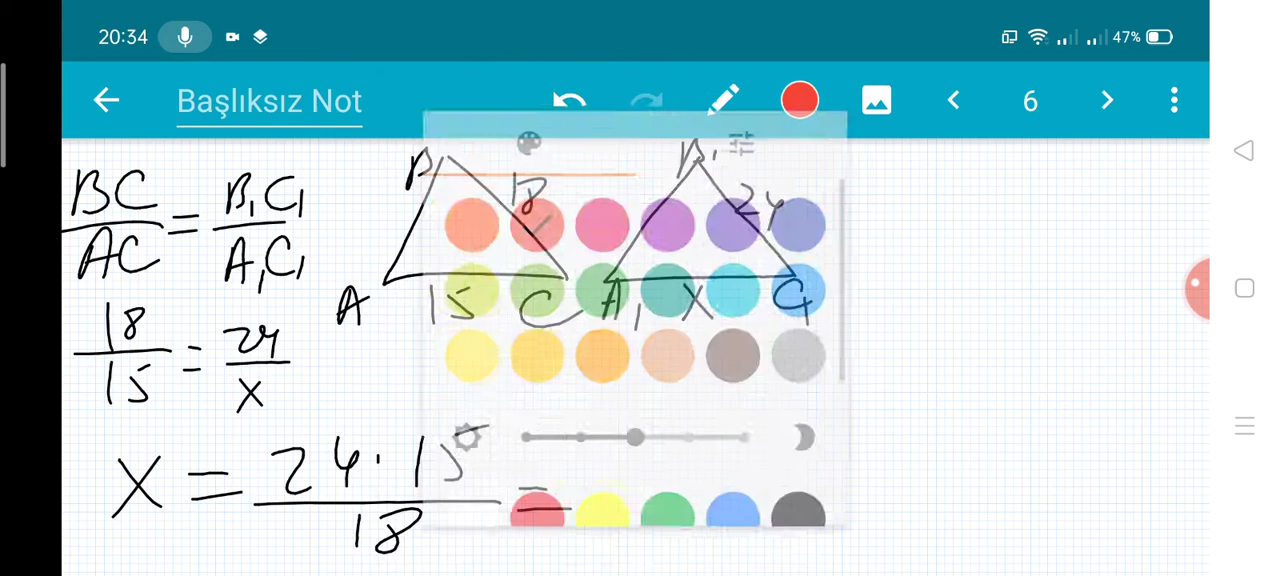 20:34 47%
Başlıksız Not 6
BC/AC = B₁C₁/A₁C₁
B 18 A 15 C
B₁ 24 A₁ X C₁
18/15 = 24/X
X = 24·15/18 =